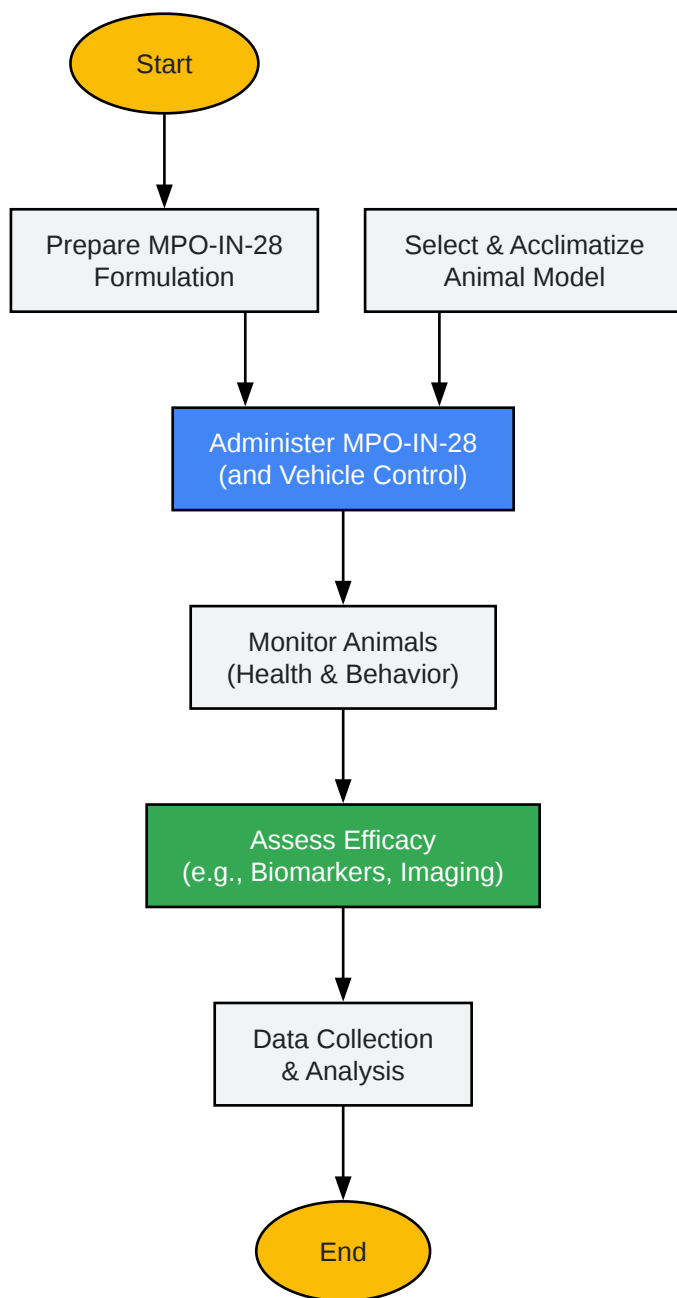 Start
Prepare MPO-IN-28
Formulation
Select & Acclimatize
Animal Model
Administer MPO-IN-28
(and Vehicle Control)
Monitor Animals
(Health & Behavior)
Assess Efficacy
(e.g., Biomarkers, Imaging)
Data Collection
& Analysis
End